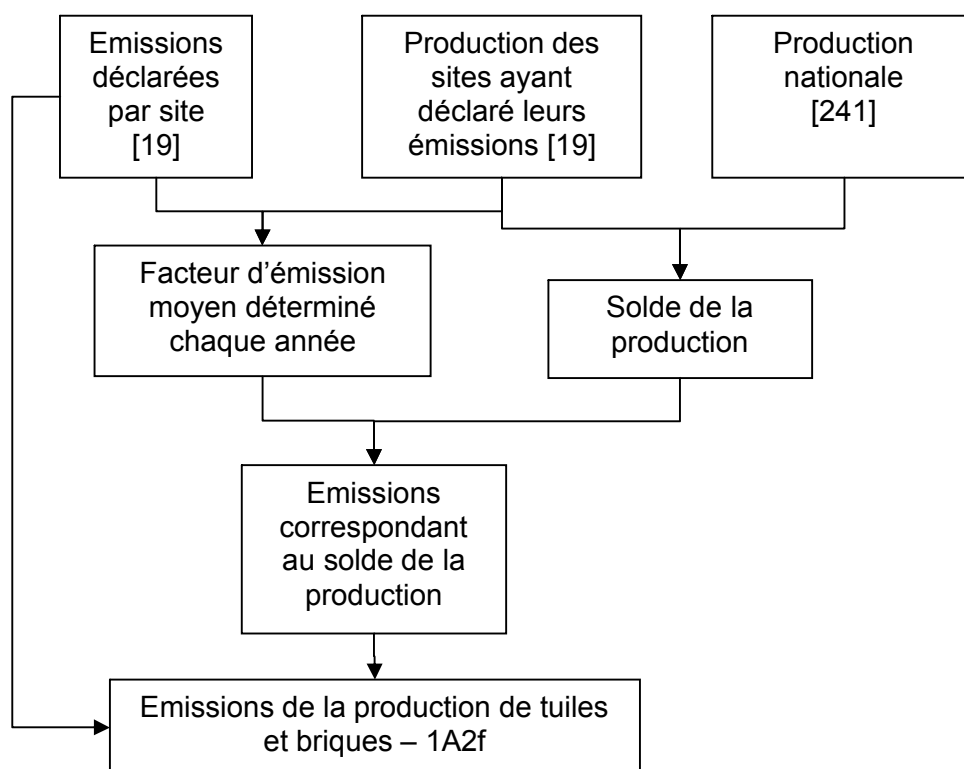 Emissions
déclarées
par site
[19]
Production des
sites ayant
déclaré leurs
émissions [19]
Production
nationale
[241]
Facteur d’émission
moyen déterminé
chaque année
Solde de la
production
Emissions
correspondant
au solde de la
production
Emissions de la production de tuiles
et briques – 1A2f